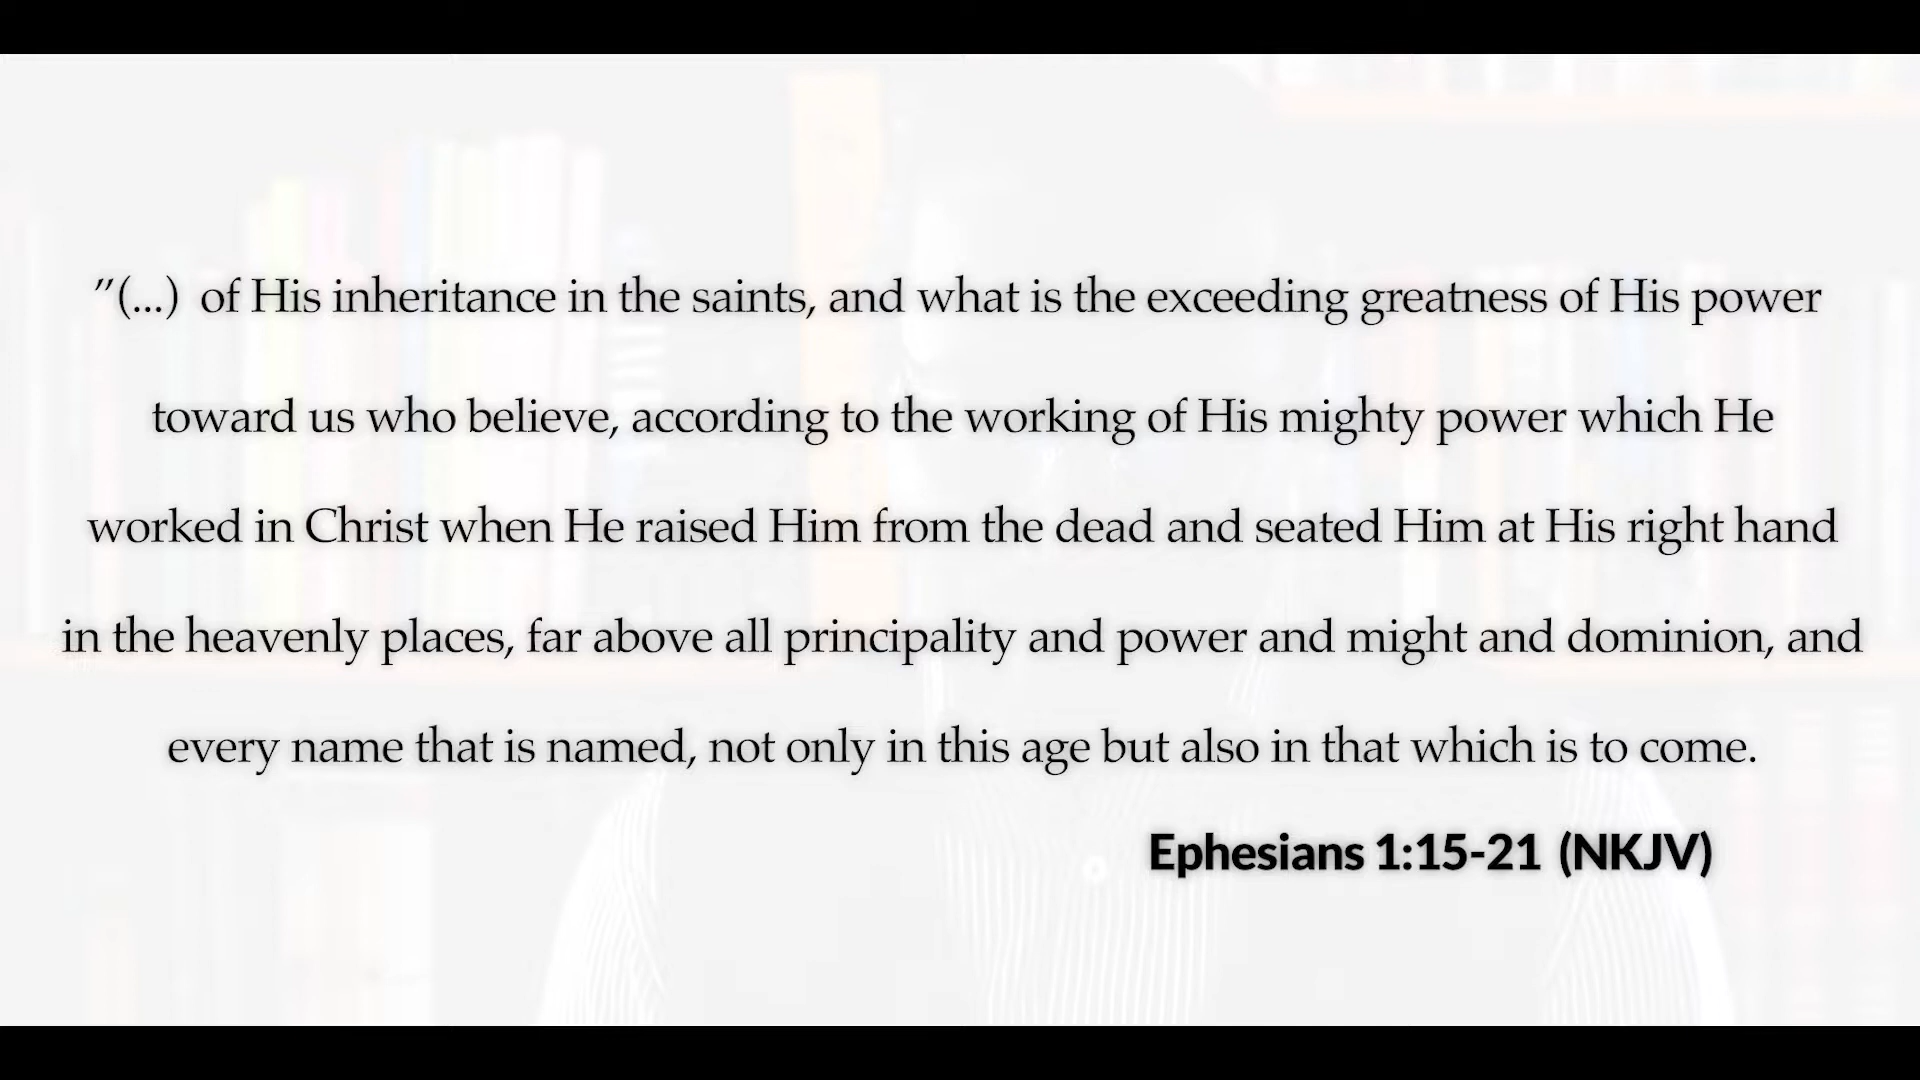 ”(...) of His inheritance in the saints, and what is the exceeding greatness of His power
toward us who believe, according to the working of His mighty power which He
worked in Christ when He raised Him from the dead and seated Him at His right hand
in the heavenly places, far above all principality and power and might and dominion, and
every name that is named, not only in this age but also in that which is to come.
Ephesians 1:15-21 (NKJV)